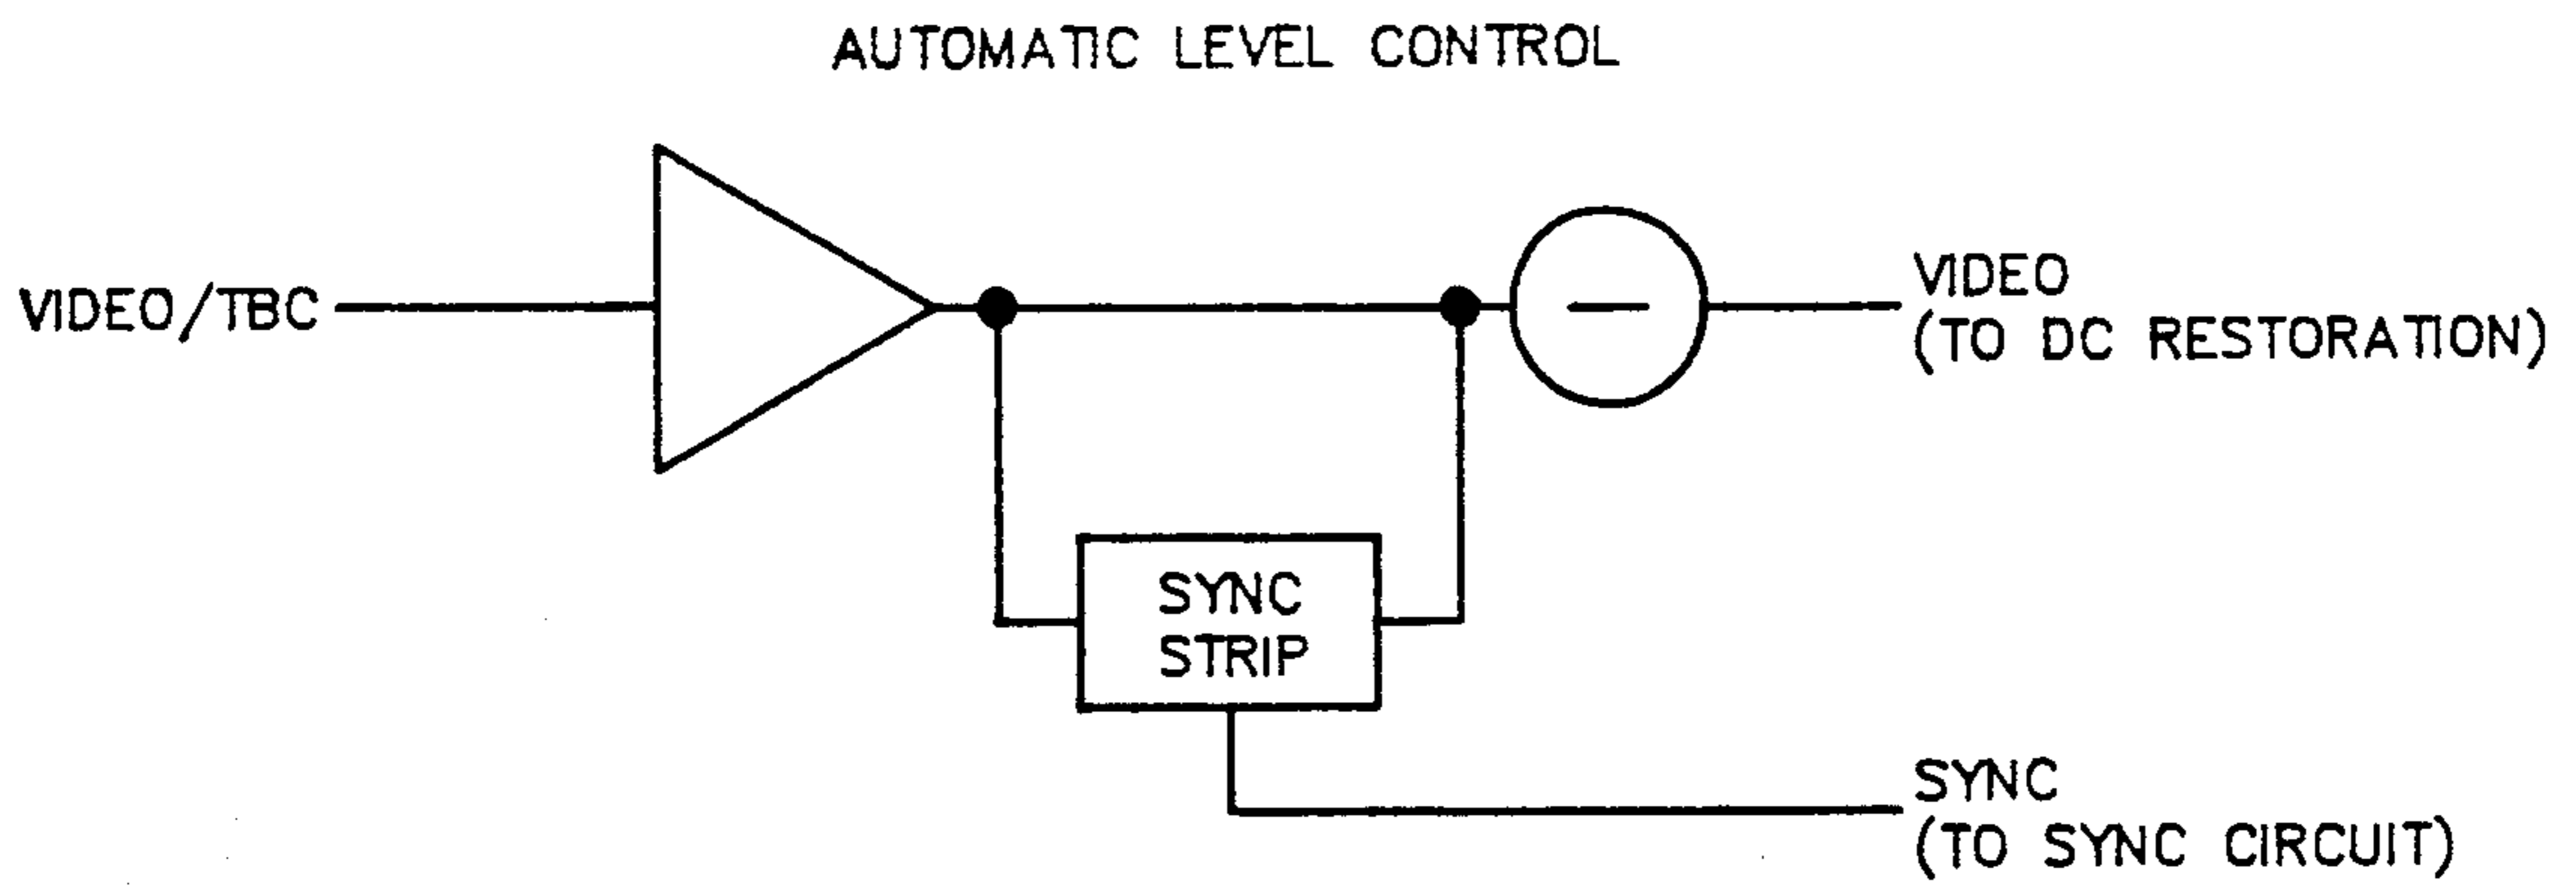 AUTOMATIC LEVEL CONTROL
VIDEO/TBC
VIDEO
(TO DC RESTORATION)
SYNC
STRIP
SYNC
(TO SYNC CIRCUIT)